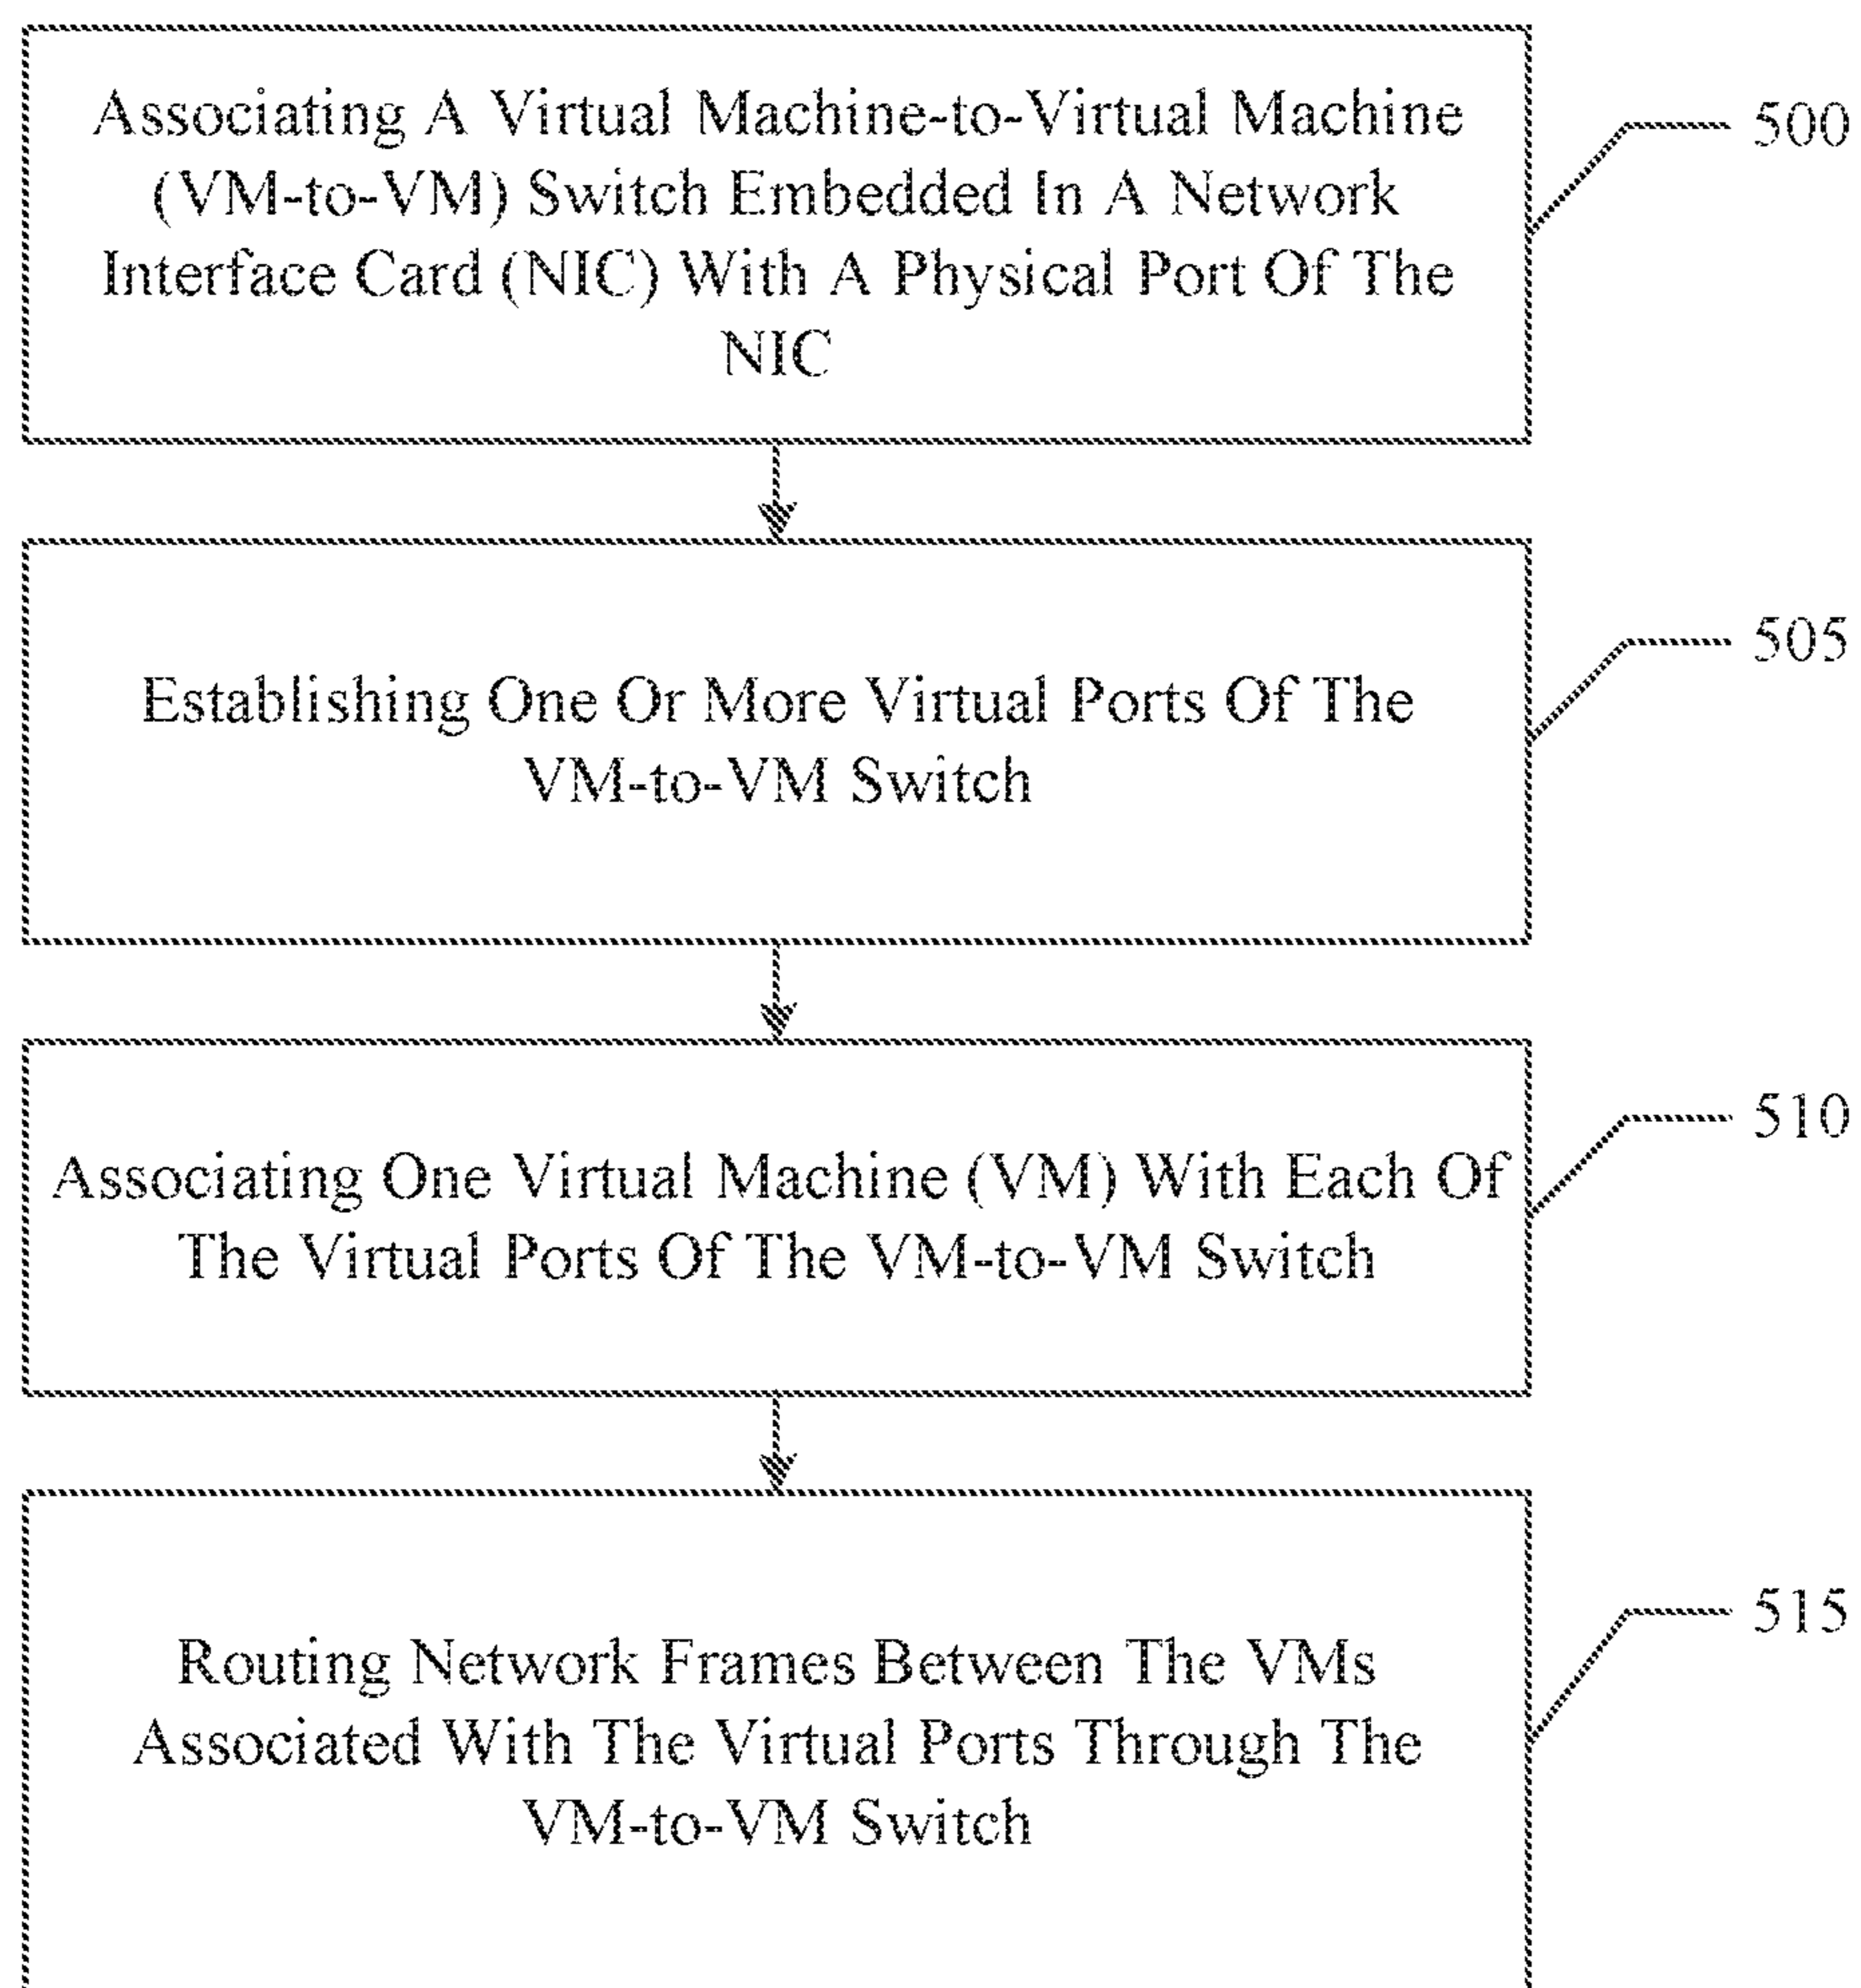 Associating A Virtual Machine-to-Virtual Machine
(VM-to-VM) Switch Embedded In A Network
Interface Card (NIC) With A Physical Port Of The
NIC
500
Establishing One Or More Virtual Ports Of The
VM-to-VM Switch
505
Associating One Virtual Machine (VM) With Each Of
The Virtual Ports Of The VM-to-VM Switch
510
Routing Network Frames Between The VMs
Associated With The Virtual Ports Through The
VM-to-VM Switch
515